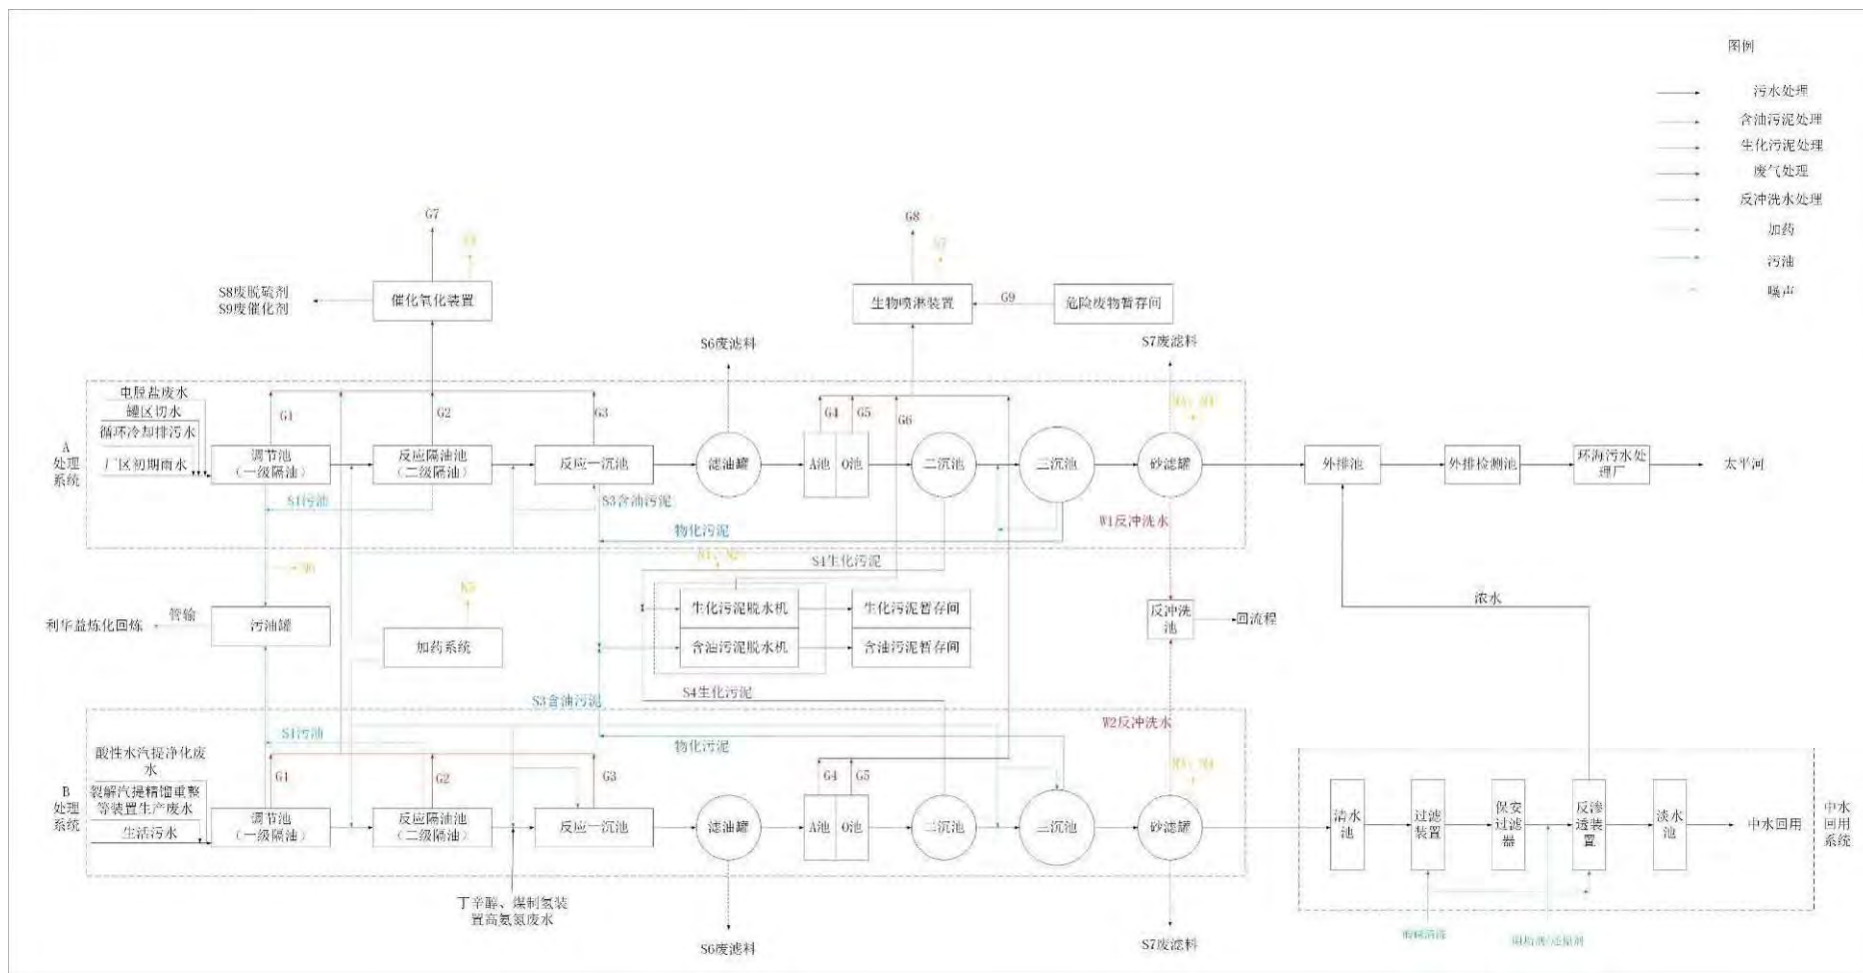 图例
污水处理
含油污泥处理
生化污泥处理
废气处理
反冲洗水处理
加药
污油
噪声
G7
G8
S8废脱硫剂
S9废催化剂
催化氧化装置
生物喷淋装置
G9
危险废物暂存间
S6废滤料
S7废滤料
A
处理
系统
电脱盐废水
罐区切水
循环冷却排污水
厂区初期雨水
G1
G2
G3
G4
G5
G6
调节池
(一级隔油)
反应隔油池
(二级隔油)
反应一沉池
滤油罐
A池
O池
二沉池
三沉池
砂滤罐
外排池
外排检测池
环海污水处
理厂
太平河
S1污油
S3含油污泥
物化污泥
W1反冲洗水
S4生化污泥
利华益炼化回炼
管输
污油罐
加药系统
生化污泥脱水机
生化污泥暂存间
含油污泥脱水机
含油污泥暂存间
反冲洗
池
回流程
浓水
S4生化污泥
S3含油污泥
S1污油
物化污泥
W2反冲洗水
B
处理
系统
酸性水汽提净化废
水
裂解汽提精馏重整
等装置生产废水
生活污水
G1
G2
G3
G4
G5
调节池
(一级隔油)
反应隔油池
(二级隔油)
反应一沉池
滤油罐
A池
O池
二沉池
三沉池
砂滤罐
清水
池
过滤
装置
保安
过滤
器
反渗
透装
置
淡水
池
中水回用
中水
回用
系统
丁辛醇、煤制氢装
置高氨氮废水
S6废滤料
S7废滤料